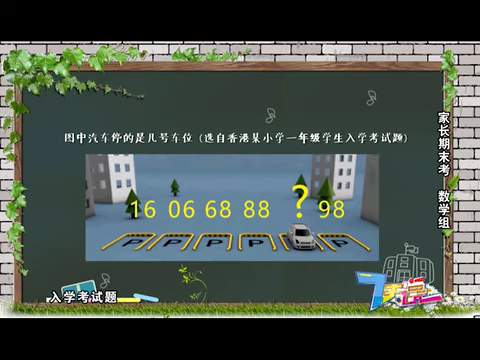 图中汽车停的是几号车位 (选自香港某小学一年级学生入学考试题)
16 06 68 88 ? 98
P P P P P
家长期末考 数学组
入学考试题